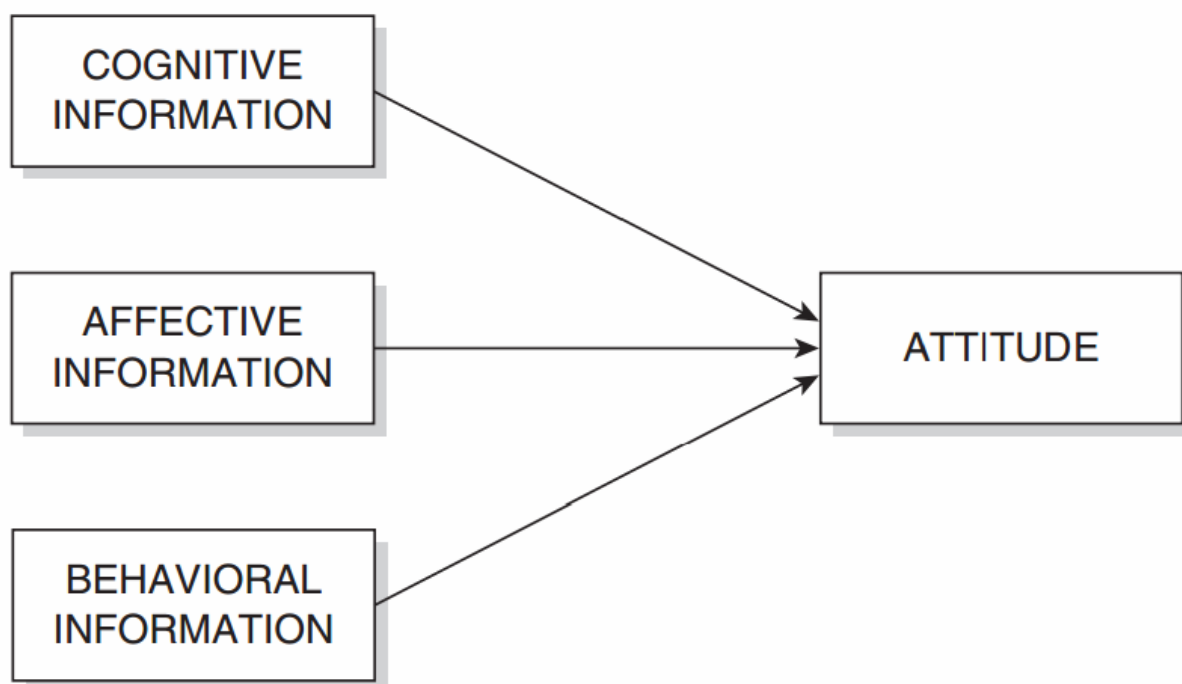 COGNITIVE
INFORMATION
AFFECTIVE
INFORMATION
ATTITUDE
BEHAVIORAL
INFORMATION